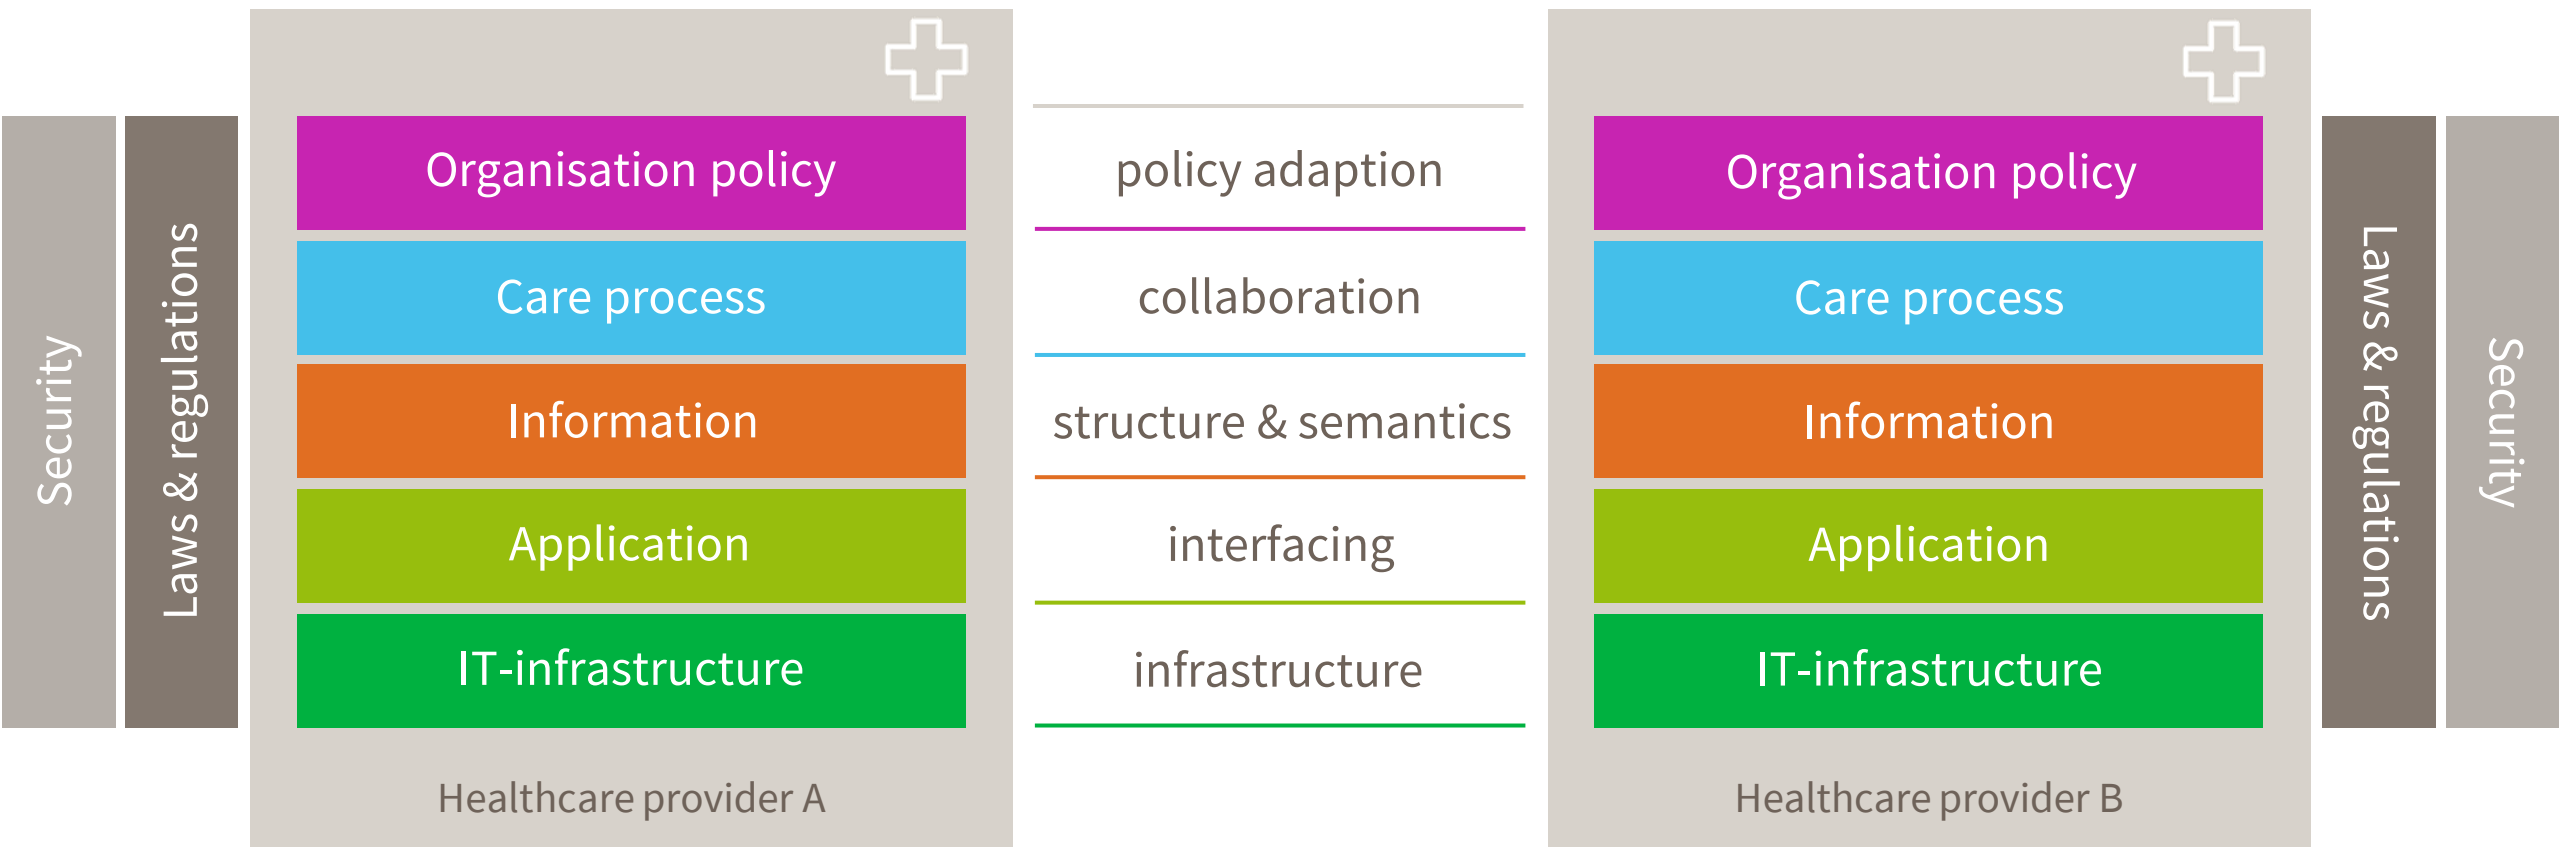 Security
Laws & regulations
Organisation policy
Care process
Information
Application
IT-infrastructure
Healthcare provider A
policy adaption
collaboration
structure & semantics
interfacing
infrastructure
Organisation policy
Care process
Information
Application
IT-infrastructure
Healthcare provider B
Laws & regulations
Security